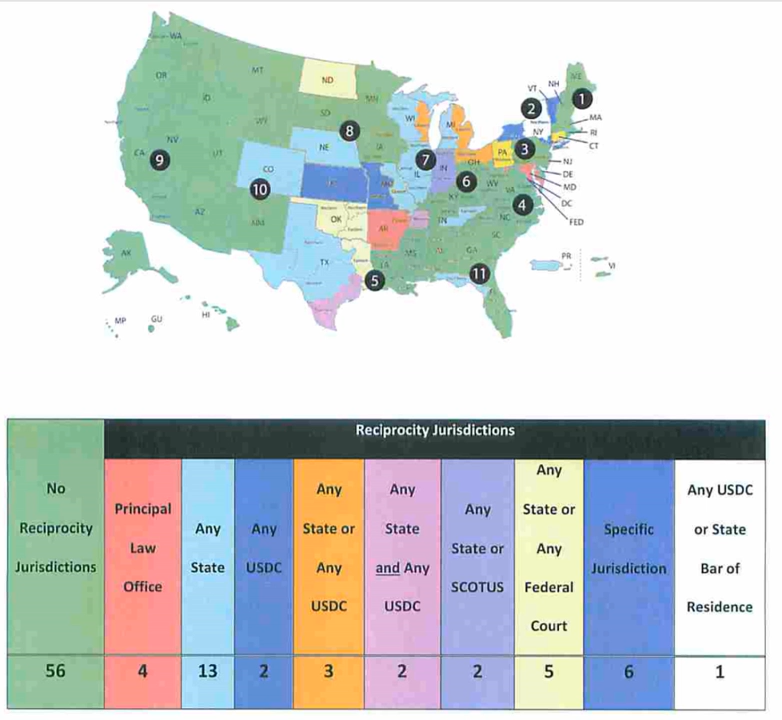 WA
OR
MT
ID
WY
NV
UT
CA
AZ
NM
CO
ND
SD
NE
MN
WI
MI
IL
IN
OH
PA
NY
VT
NH
ME
MA
RI
CT
NJ
DE
MD
DC
FED
WV
VA
KY
TN
NC
SC
GA
AL
MS
LA
AR
OK
TX
PR
VI
AK
HI
GU
MP
1
2
3
4
5
6
7
8
9
10
11
Reciprocity Jurisdictions
No
Reciprocity
Jurisdictions
56
Principal
Law
Office
4
Any
State
13
Any
USDC
2
Any
State or
Any
USDC
3
Any
State
and Any
USDC
2
Any
State or
SCOTUS
2
Any
State or
Any
Federal
Court
5
Specific
Jurisdiction
6
Any USDC
or State
Bar of
Residence
1